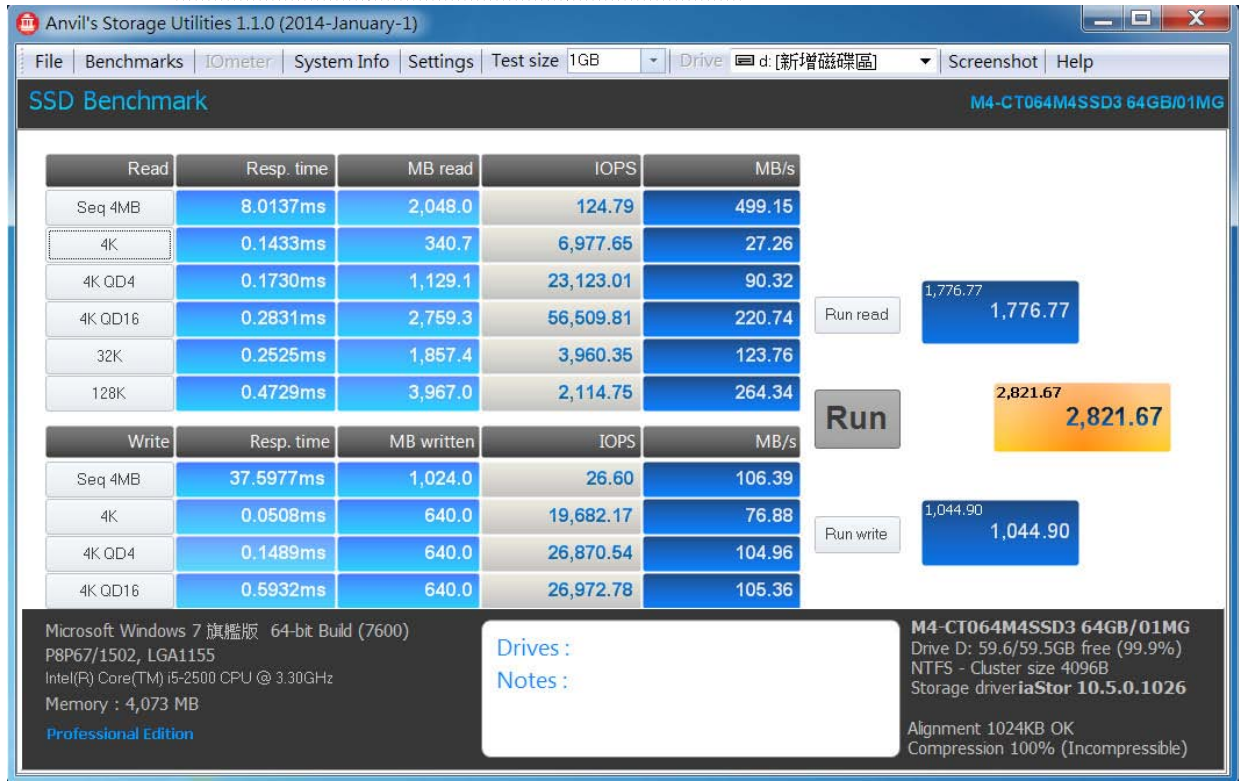 Anvil's Storage Utilities 1.1.0 (2014-January-1)
File Benchmarks IOmeter System Info Settings Test size 1GB Drive d: [新增磁碟區] Screenshot Help
SSD Benchmark M4-CT064M4SSD3 64GB/01MG
Read Resp. time MB read IOPS MB/s
Seq 4MB 8.0137ms 2,048.0 124.79 499.15
4K 0.1433ms 340.7 6,977.65 27.26
4K QD4 0.1730ms 1,129.1 23,123.01 90.32
4K QD16 0.2831ms 2,759.3 56,509.81 220.74
32K 0.2525ms 1,857.4 3,960.35 123.76
128K 0.4729ms 3,967.0 2,114.75 264.34
Run read
1,776.77
1,776.77
Run
2,821.67
2,821.67
Write Resp. time MB written IOPS MB/s
Seq 4MB 37.5977ms 1,024.0 26.60 106.39
4K 0.0508ms 640.0 19,682.17 76.88
4K QD4 0.1489ms 640.0 26,870.54 104.96
4K QD16 0.5932ms 640.0 26,972.78 105.36
Run write
1,044.90
1,044.90
Microsoft Windows 7 旗艦版 64-bit Build (7600)
P8P67/1502, LGA1155
Intel(R) Core(TM) i5-2500 CPU @ 3.30GHz
Memory : 4,073 MB
Professional Edition
Drives :
Notes :
M4-CT064M4SSD3 64GB/01MG
Drive D: 59.6/59.5GB free (99.9%)
NTFS - Cluster size 4096B
Storage driveriaStor 10.5.0.1026
Alignment 1024KB OK
Compression 100% (Incompressible)